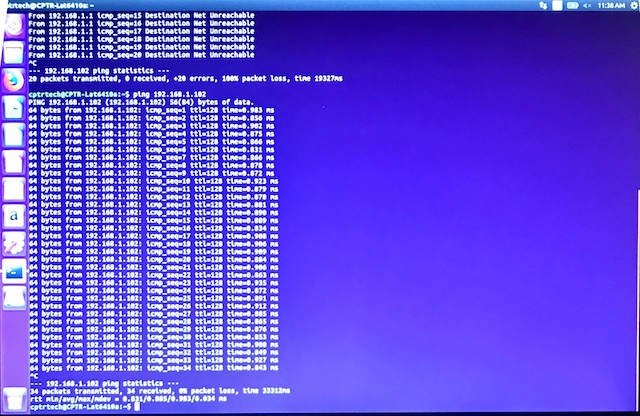 cptrtech@CPTR-Lat6410a: ~
11:38 AM
From 192.168.1.1 icmp_seq=15 Destination Net Unreachable
From 192.168.1.1 icmp_seq=16 Destination Net Unreachable
From 192.168.1.1 icmp_seq=17 Destination Net Unreachable
From 192.168.1.1 icmp_seq=18 Destination Net Unreachable
From 192.168.1.1 icmp_seq=19 Destination Net Unreachable
From 192.168.1.1 icmp_seq=20 Destination Net Unreachable
^C
--- 192.168.102 ping statistics ---
20 packets transmitted, 0 received, +20 errors, 100% packet loss, time 19327ms
cptrtech@CPTR-Lat6410a:~$ ping 192.168.1.102
PING 192.168.1.102 (192.168.1.102) 56(84) bytes of data.
64 bytes from 192.168.1.102: icmp_seq=1 ttl=128 time=0.983 ms
64 bytes from 192.168.1.102: icmp_seq=2 ttl=128 time=0.856 ms
64 bytes from 192.168.1.102: icmp_seq=3 ttl=128 time=0.902 ms
64 bytes from 192.168.1.102: icmp_seq=4 ttl=128 time=0.875 ms
64 bytes from 192.168.1.102: icmp_seq=5 ttl=128 time=0.860 ms
64 bytes from 192.168.1.102: icmp_seq=6 ttl=128 time=0.831 ms
64 bytes from 192.168.1.102: icmp_seq=7 ttl=128 time=0.866 ms
64 bytes from 192.168.1.102: icmp_seq=8 ttl=128 time=0.870 ms
64 bytes from 192.168.1.102: icmp_seq=9 ttl=128 time=0.872 ms
64 bytes from 192.168.1.102: icmp_seq=10 ttl=128 time=0.923 ms
64 bytes from 192.168.1.102: icmp_seq=11 ttl=128 time=0.879 ms
64 bytes from 192.168.1.102: icmp_seq=12 ttl=128 time=0.878 ms
64 bytes from 192.168.1.102: icmp_seq=13 ttl=128 time=0.881 ms
64 bytes from 192.168.1.102: icmp_seq=14 ttl=128 time=0.890 ms
64 bytes from 192.168.1.102: icmp_seq=15 ttl=128 time=0.889 ms
64 bytes from 192.168.1.102: icmp_seq=16 ttl=128 time=0.834 ms
64 bytes from 192.168.1.102: icmp_seq=17 ttl=128 time=0.900 ms
64 bytes from 192.168.1.102: icmp_seq=18 ttl=128 time=0.906 ms
64 bytes from 192.168.1.102: icmp_seq=19 ttl=128 ms
64 bytes from 192.168.1.102: icmp_seq=20 ttl=128 ms
64 bytes from 192.168.1.102: icmp_seq=21 ttl=128 time=0.900 ms
64 bytes from 192.168.1.102: icmp_seq=22 ttl=128 time=0.863 ms
64 bytes from 192.168.1.102: icmp_seq=23 ttl=128 time=0.935 ms
64 bytes from 192.168.1.102: icmp_seq=24 ttl=128 time=0.872 ms
64 bytes from 192.168.1.102: icmp_seq=25 ttl=128 time=0.891 ms
64 bytes from 192.168.1.102: icmp_seq=26 ttl=128 time=0.912 ms
64 bytes from 192.168.1.102: icmp_seq=27 ttl=128 time=0.885 ms
64 bytes from 192.168.1.102: icmp_seq=28 ttl=128 ms
64 bytes from 192.168.1.102: icmp_seq=29 ttl=128 time=0.876 ms
64 bytes from 192.168.1.102: icmp_seq=30 ttl=128 ms
64 bytes from 192.168.1.102: icmp_seq=31 ttl=128 ms
64 bytes from 192.168.1.102: icmp_seq=32 ttl=128 time=0.899 ms
64 bytes from 192.168.1.102: icmp_seq=33 ttl=128 time=0.927 ms
64 bytes from 192.168.1.102: icmp_seq=34 ttl=128 time=0.843 ms
^C
--- 192.168.1.102 ping statistics ---
34 packets transmitted, 34 received, 0% packet loss, time 33312ms
rtt min/avg/max/mdev = 0.831/0.885/0.983/0.034 ms
cptrtech@CPTR-Lat6410a:~$